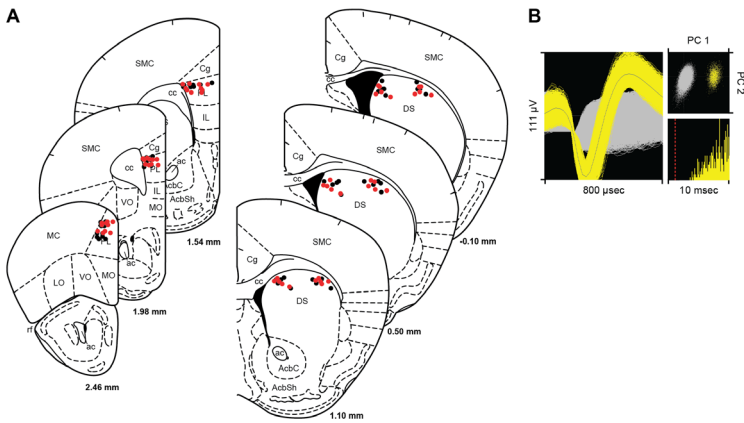 A
SMC
Cg
cc
PL
IL
ac
AcbC
AcbSh
1.54 mm
SMC
Cg
cc
PL
IL
VO
MO
ac
1.98 mm
MC
PL
LO
VO
MO
rf
ac
2.46 mm
Cg
SMC
cc
DS
-0.10 mm
SMC
Cg
cc
DS
0.50 mm
SMC
Cg
cc
DS
ac
AcbC
AcbSh
1.10 mm
B
PC 1
PC 2
111 µV
800 µsec
10 msec